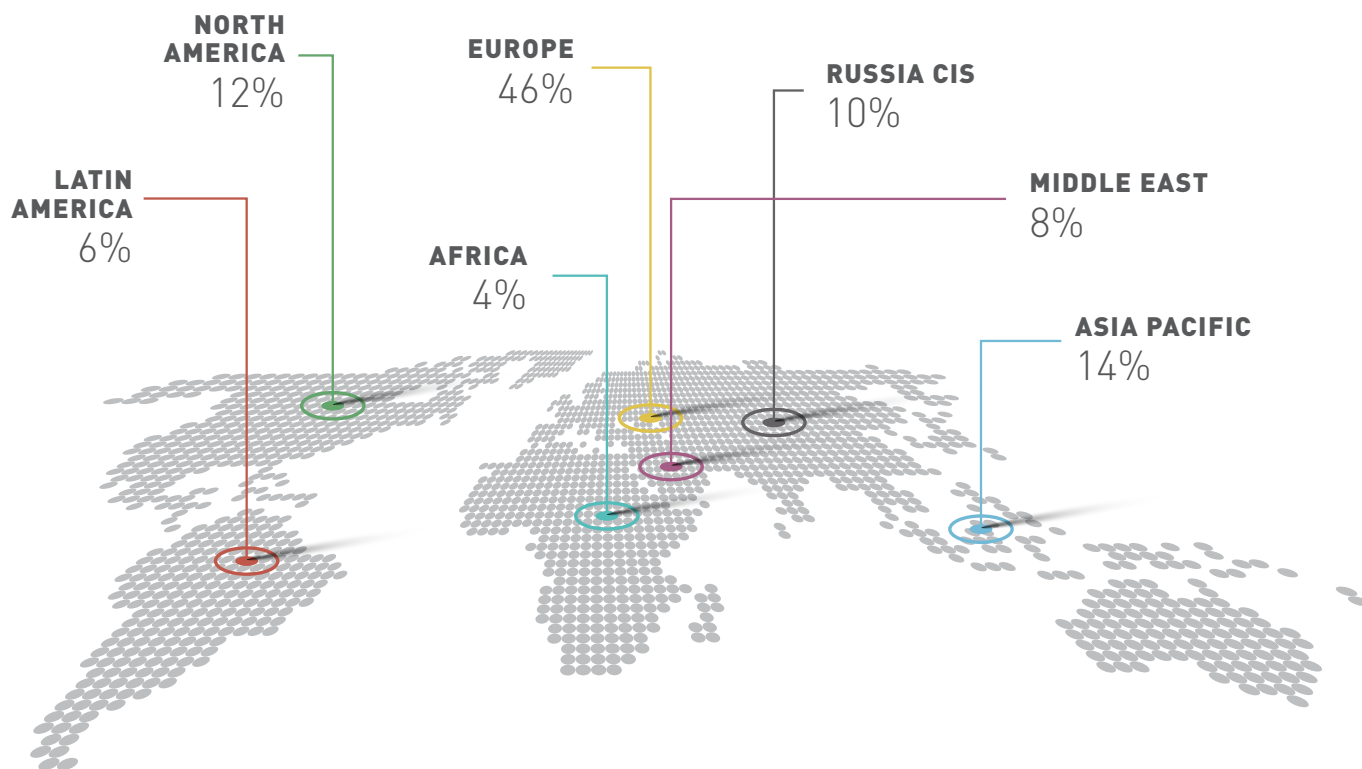 NORTH
AMERICA
12%
EUROPE
46%
RUSSIA CIS
10%
LATIN
AMERICA
6%
MIDDLE EAST
8%
AFRICA
4%
ASIA PACIFIC
14%